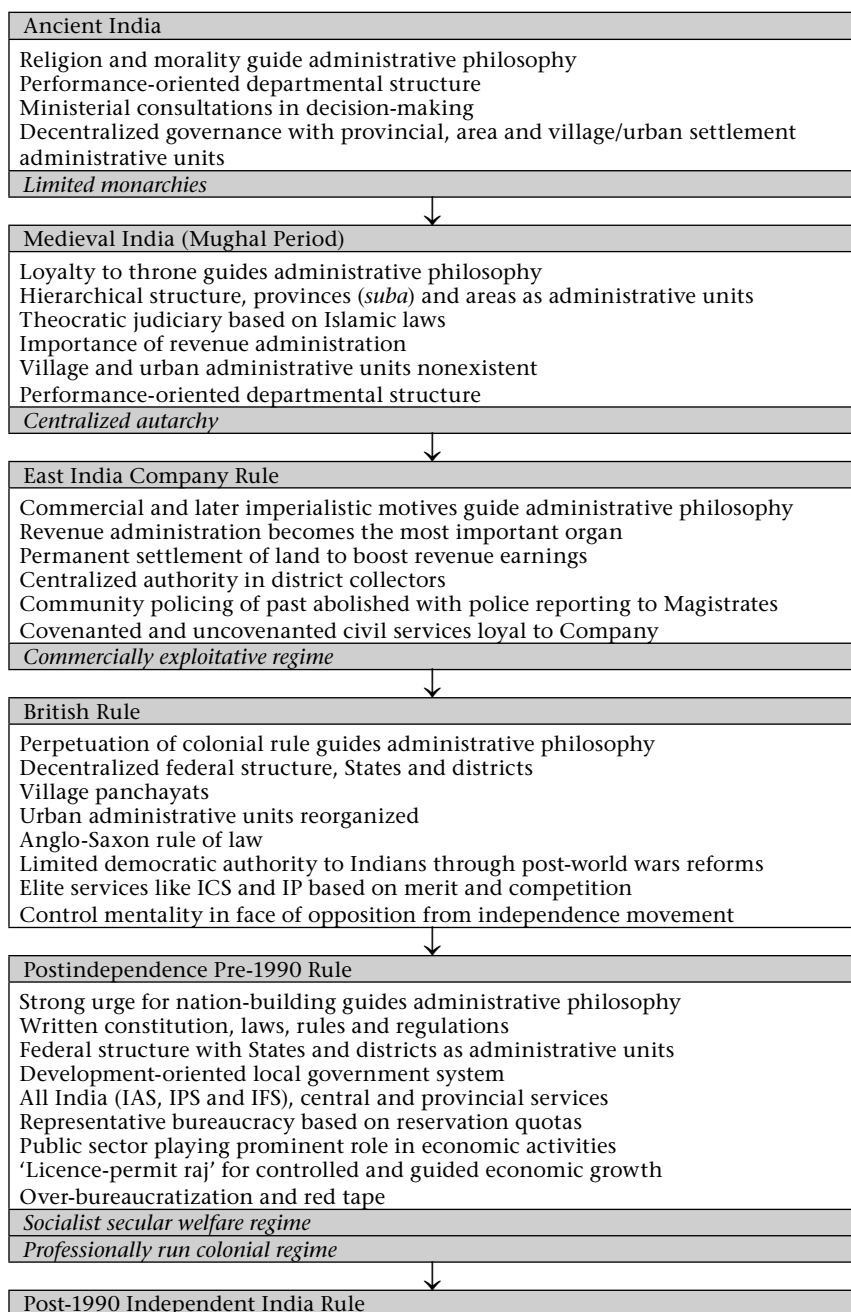 Ancient India
Religion and morality guide administrative philosophy
Performance-oriented departmental structure
Ministerial consultations in decision-making
Decentralized governance with provincial, area and village/urban settlement
administrative units
Limited monarchies
Medieval India (Mughal Period)
Loyalty to throne guides administrative philosophy
Hierarchical structure, provinces (suba) and areas as administrative units
Theocratic judiciary based on Islamic laws
Importance of revenue administration
Village and urban administrative units nonexistent
Performance-oriented departmental structure
Centralized autarchy
East India Company Rule
Commercial and later imperialistic motives guide administrative philosophy
Revenue administration becomes the most important organ
Permanent settlement of land to boost revenue earnings
Centralized authority in district collectors
Community policing of past abolished with police reporting to Magistrates
Covenanted and uncovenanted civil services loyal to Company
Commercially exploitative regime
British Rule
Perpetuation of colonial rule guides administrative philosophy
Decentralized federal structure, States and districts
Village panchayats
Urban administrative units reorganized
Anglo-Saxon rule of law
Limited democratic authority to Indians through post-world wars reforms
Elite services like ICS and IP based on merit and competition
Control mentality in face of opposition from independence movement
Postindependence Pre-1990 Rule
Strong urge for nation-building guides administrative philosophy
Written constitution, laws, rules and regulations
Federal structure with States and districts as administrative units
Development-oriented local government system
All India (IAS, IPS and IFS), central and provincial services
Representative bureaucracy based on reservation quotas
Public sector playing prominent role in economic activities
‘Licence-permit raj’ for controlled and guided economic growth
Over-bureaucratization and red tape
Socialist secular welfare regime
Professionally run colonial regime
Post-1990 Independent India Rule